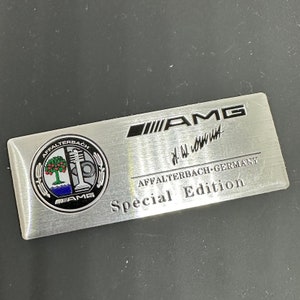 AFFALTERBACH
AMG
AMG
AFFALTERBACH-GERMANY
Special Edition